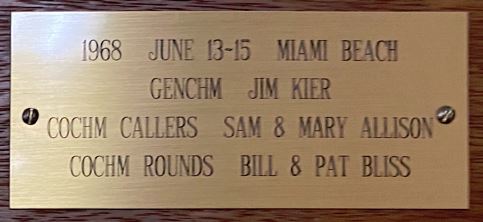 1968 JUNE 13-15 MIAMI BEACH
GENCHM JIM KIER
COCHM CALLERS SAM & MARY ALLISON
COCHM ROUNDS BILL & PAT BLISS